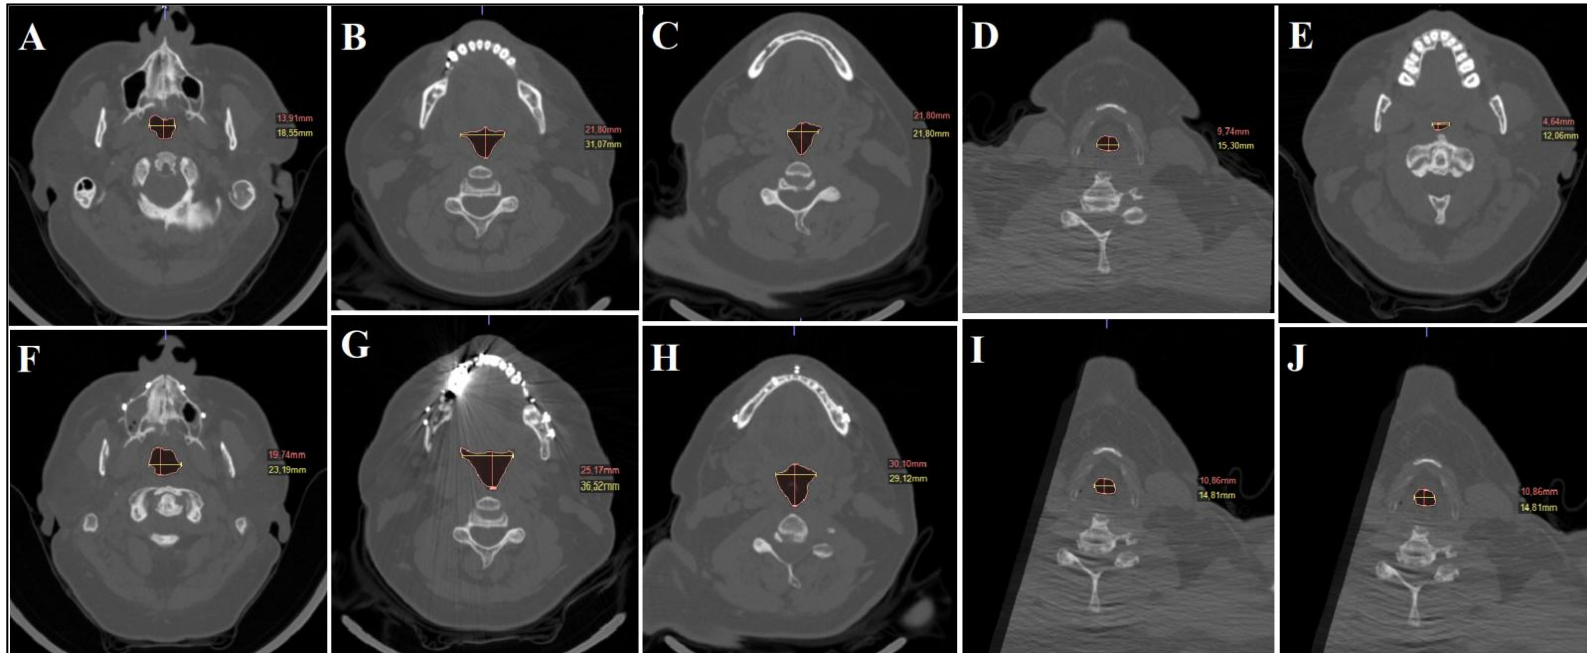 A
13,91mm
18,55mm
B
21,80mm
31,07mm
C
21,80mm
21,80mm
D
9,74mm
15,30mm
E
4,64mm
12,06mm
F
19,74mm
23,19mm
G
25,17mm
36,52mm
H
30,10mm
29,12mm
I
10,86mm
14,81mm
J
10,86mm
14,81mm